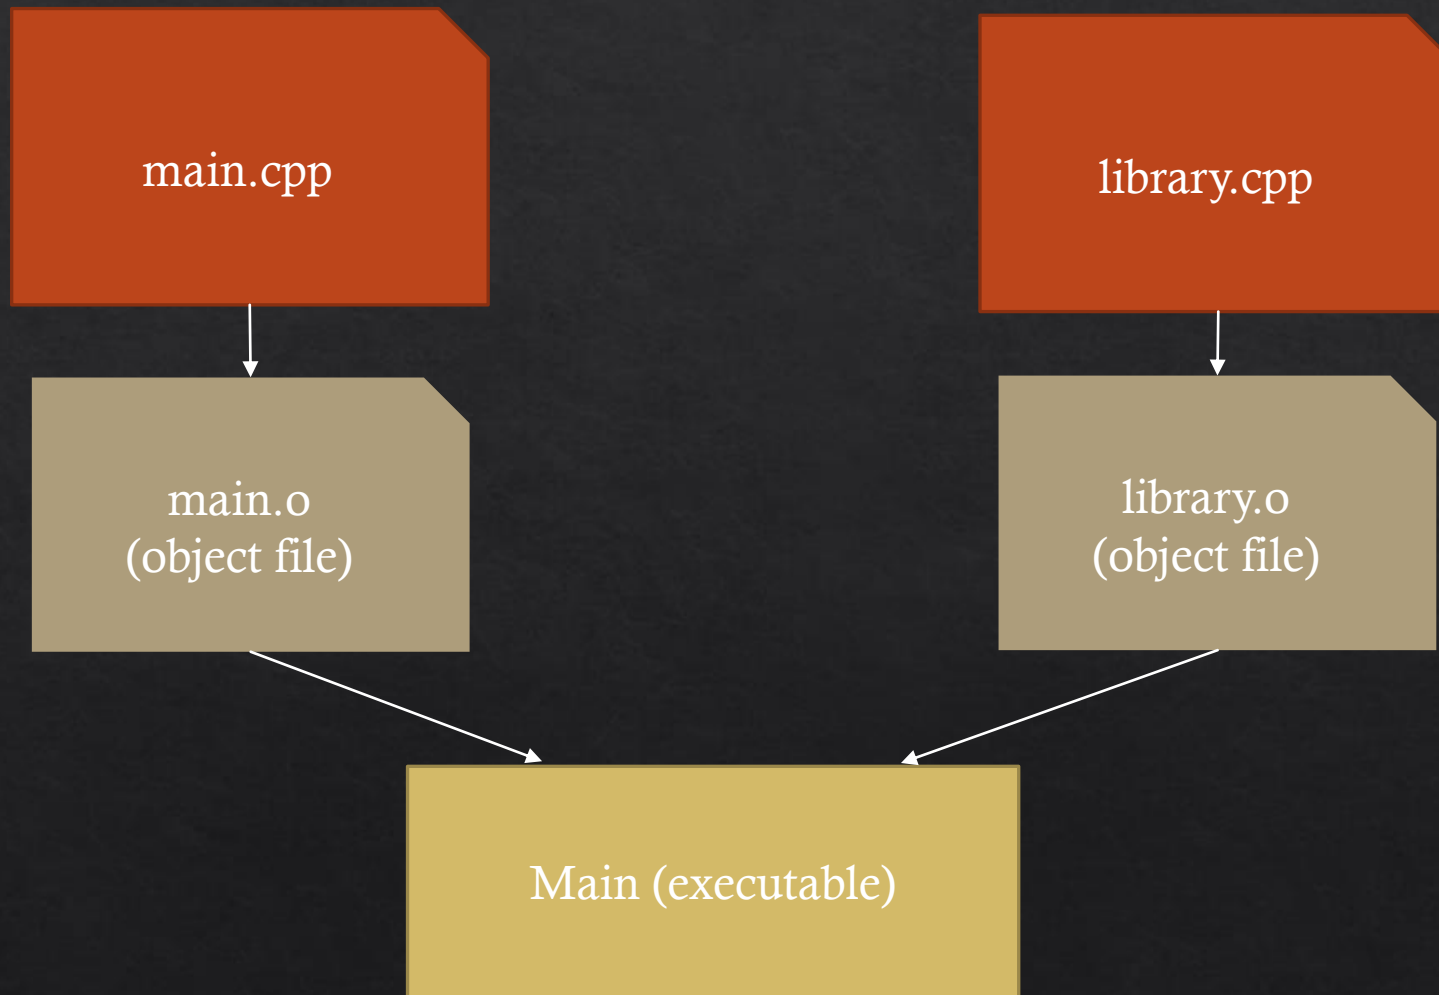 main.cpp
library.cpp
main.o
(object file)
library.o
(object file)
Main (executable)